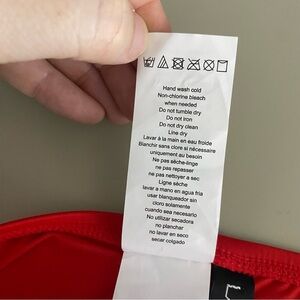 Hand wash cold
Non-chlorine bleach
when needed
Do not tumble dry
Do not iron
Do not dry clean
Line dry
Lavar à la main en eau froide
Blanchir sans clore si nécessaire
uniquement au besoin
Ne pas sèche-linge
ne pas repasser
ne pas nettoyer a sec
Ligne sèche
lavar a mano en agua fría
usar blanqueador sin
cloro solamente
cuando sea necesario
No utilizar secadora
no planchar
no lavar en seco
secar colgado
L